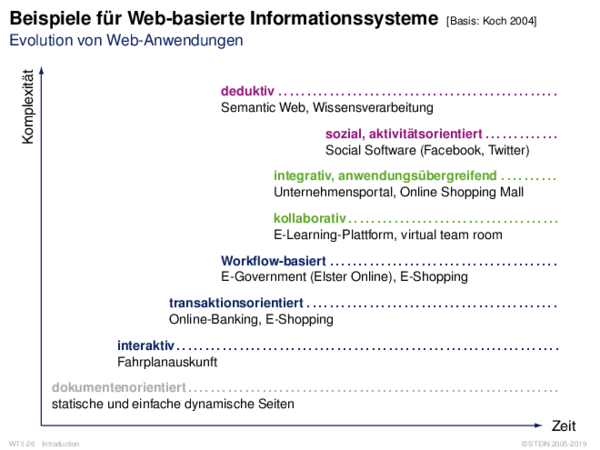 Beispiele für Web-basierte Informationssysteme [Basis: Koch 2004]
Evolution von Web-Anwendungen
Komplexität
deduktiv
Semantic Web, Wissensverarbeitung
sozial, aktivitätsorientiert
Social Software (Facebook, Twitter)
integrativ, anwendungsübergreifend
Unternehmensportal, Online Shopping Mall
kollaborativ
E-Learning-Plattform, virtual team room
Workflow-basiert
E-Government (Elster Online), E-Shopping
transaktionsorientiert
Online-Banking, E-Shopping
interaktiv
Fahrplanauskunft
dokumentenorientiert
statische und einfache dynamische Seiten
Zeit
WT:I-26 Introduction
© STEIN 2005-2019